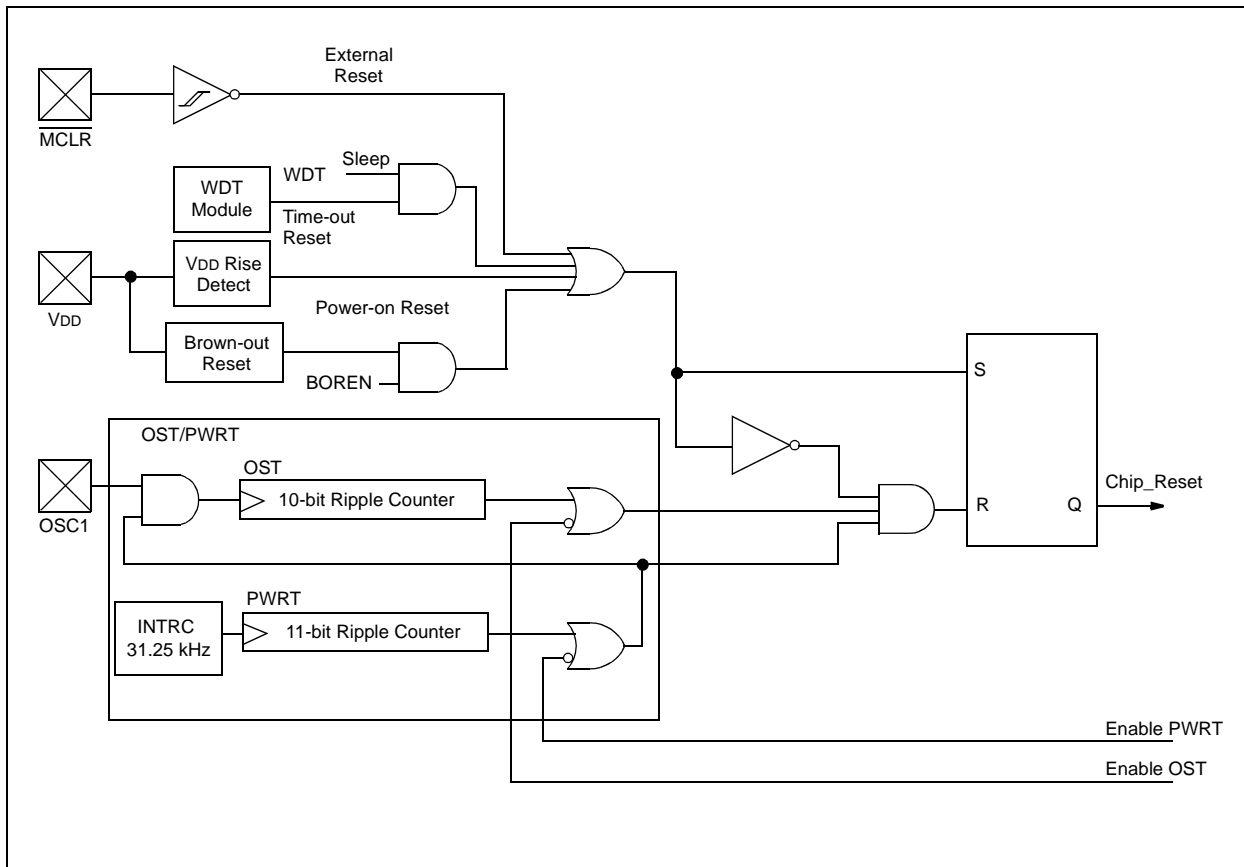 External
Reset
MCLR
Sleep
WDT
WDT
Module
Time-out
Reset
VDD Rise
Detect
VDD
Power-on Reset
Brown-out
Reset
BOREN
S
OST/PWRT
OST
10-bit Ripple Counter
OSC1
Chip_Reset
R
Q
PWRT
INTRC
31.25 kHz
11-bit Ripple Counter
Enable PWRT
Enable OST